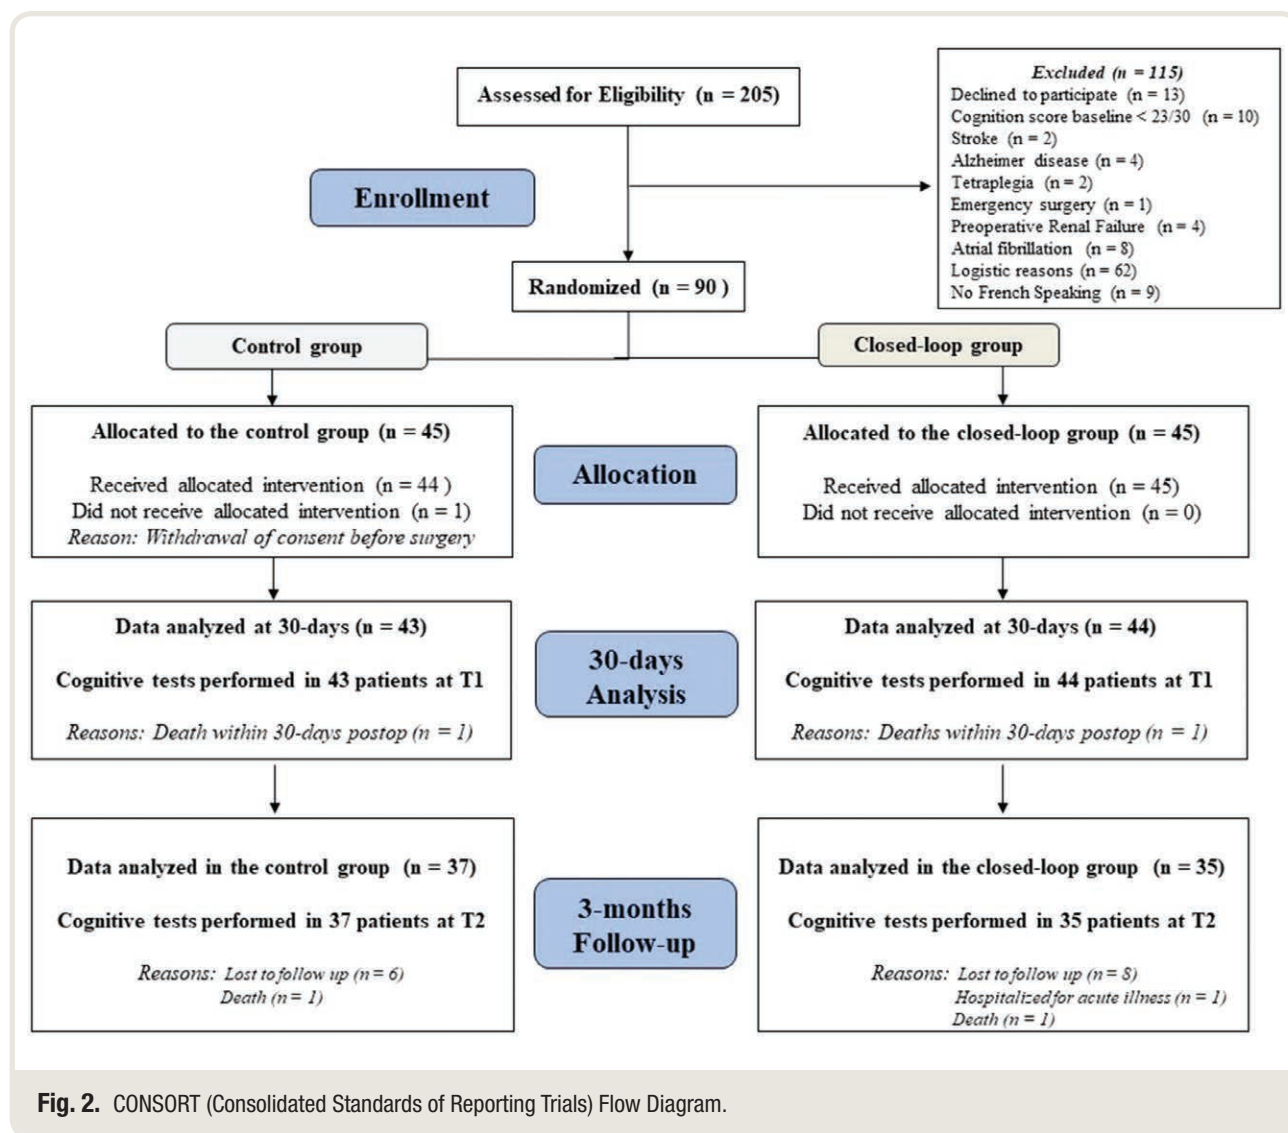 Assessed for Eligibility (n = 205)
Excluded (n = 115)
Declined to participate (n = 13)
Cognition score baseline < 23/30 (n = 10)
Stroke (n = 2)
Alzheimer disease (n = 4)
Tetraplegia (n = 2)
Emergency surgery (n = 1)
Preoperative Renal Failure (n = 4)
Atrial fibrillation (n = 8)
Logistic reasons (n = 62)
No French Speaking (n = 9)
Enrollment
Randomized (n = 90 )
Control group
Closed-loop group
Allocated to the control group (n = 45)
Received allocated intervention (n = 44 )
Did not receive allocated intervention (n = 1)
Reason: Withdrawal of consent before surgery
Allocation
Allocated to the closed-loop group (n = 45)
Received allocated intervention (n = 45)
Did not receive allocated intervention (n = 0)
Data analyzed at 30-days (n = 43)
Cognitive tests performed in 43 patients at T1
Reasons: Death within 30-days postop (n = 1)
30-days
Analysis
Data analyzed at 30-days (n = 44)
Cognitive tests performed in 44 patients at T1
Reasons: Deaths within 30-days postop (n = 1)
Data analyzed in the control group (n = 37)
Cognitive tests performed in 37 patients at T2
Reasons: Lost to follow up (n = 6)
Death (n = 1)
3-months
Follow-up
Data analyzed in the closed-loop group (n = 35)
Cognitive tests performed in 35 patients at T2
Reasons: Lost to follow up (n = 8)
Hospitalized for acute illness (n = 1)
Death (n = 1)
Fig. 2. CONSORT (Consolidated Standards of Reporting Trials) Flow Diagram.